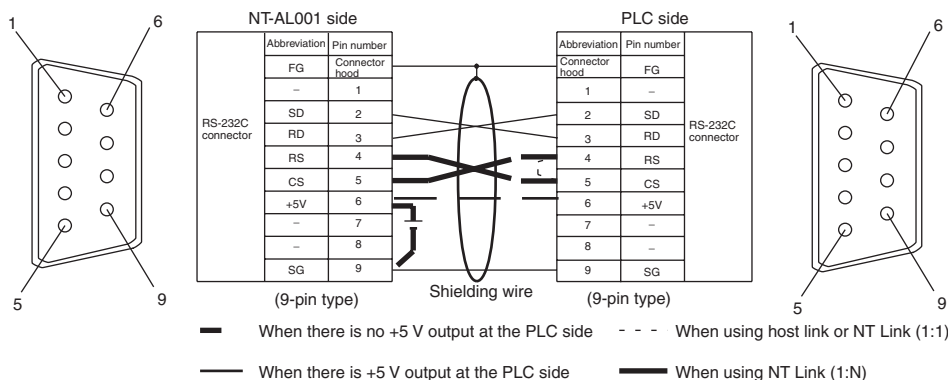 NT-AL001 side
PLC side
1
6
5
9
Abbreviation Pin number
FG Connector hood
– 1
SD 2
RD 3
RS 4
CS 5
+5V 6
– 7
– 8
SG 9
RS-232C
connector
(9-pin type)
Shielding wire
Abbreviation Pin number
Connector hood FG
1 –
2 SD
3 RD
4 RS
5 CS
6 +5V
7 –
8 –
9 SG
RS-232C
connector
(9-pin type)
1
6
5
9
When there is no +5 V output at the PLC side
When using host link or NT Link (1:1)
When there is +5 V output at the PLC side
When using NT Link (1:N)